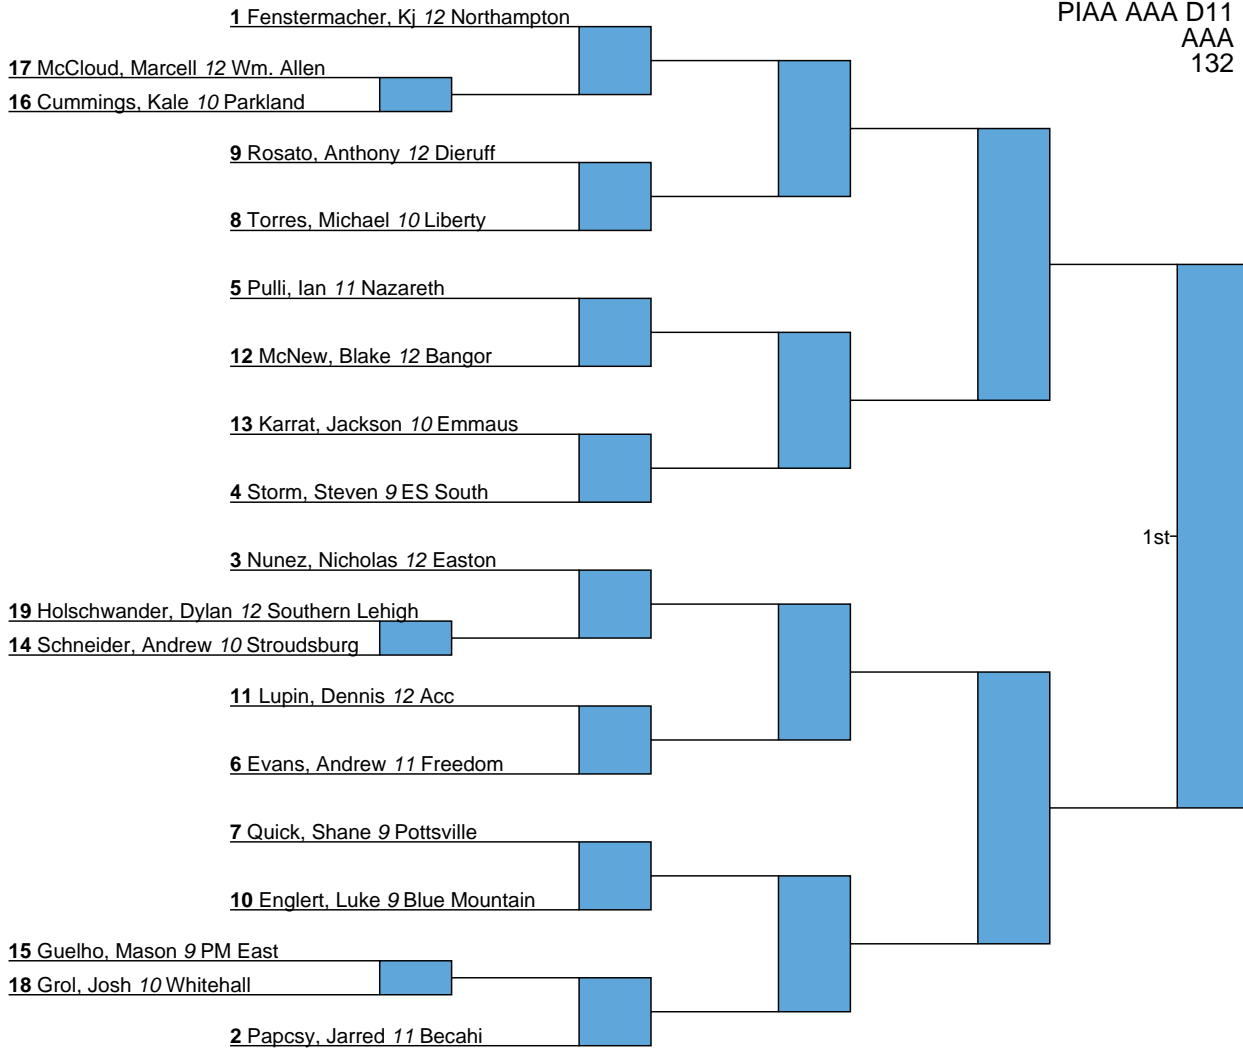 PIAA AAA D11
AAA
132
1 Fenstermacher, Kj 12 Northampton
17 McCloud, Marcell 12 Wm. Allen
16 Cummings, Kale 10 Parkland
9 Rosato, Anthony 12 Dieruff
8 Torres, Michael 10 Liberty
5 Pulli, Ian 11 Nazareth
12 McNew, Blake 12 Bangor
13 Karrat, Jackson 10 Emmaus
4 Storm, Steven 9 ES South
1st
3 Nunez, Nicholas 12 Easton
19 Holschwander, Dylan 12 Southern Lehigh
14 Schneider, Andrew 10 Stroudsburg
11 Lupin, Dennis 12 Acc
6 Evans, Andrew 11 Freedom
7 Quick, Shane 9 Pottsville
10 Englert, Luke 9 Blue Mountain
15 Guelho, Mason 9 PM East
18 Grol, Josh 10 Whitehall
2 Papcsy, Jarred 11 Becahi